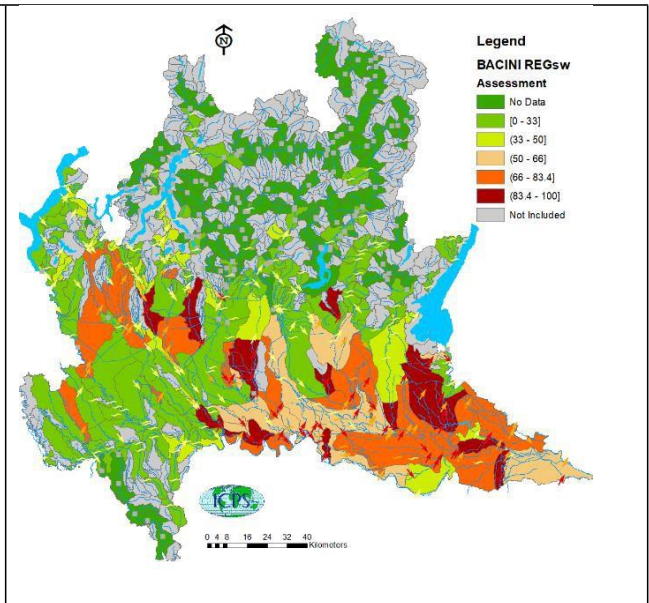 N
Legend
BACINI REGsw
Assessment
No Data
[0 - 33]
(33 - 50]
(50 - 66]
(66 - 83.4]
(83.4 - 100]
Not Included
ICPS
0 4 8 16 24 32 40
Kilometers